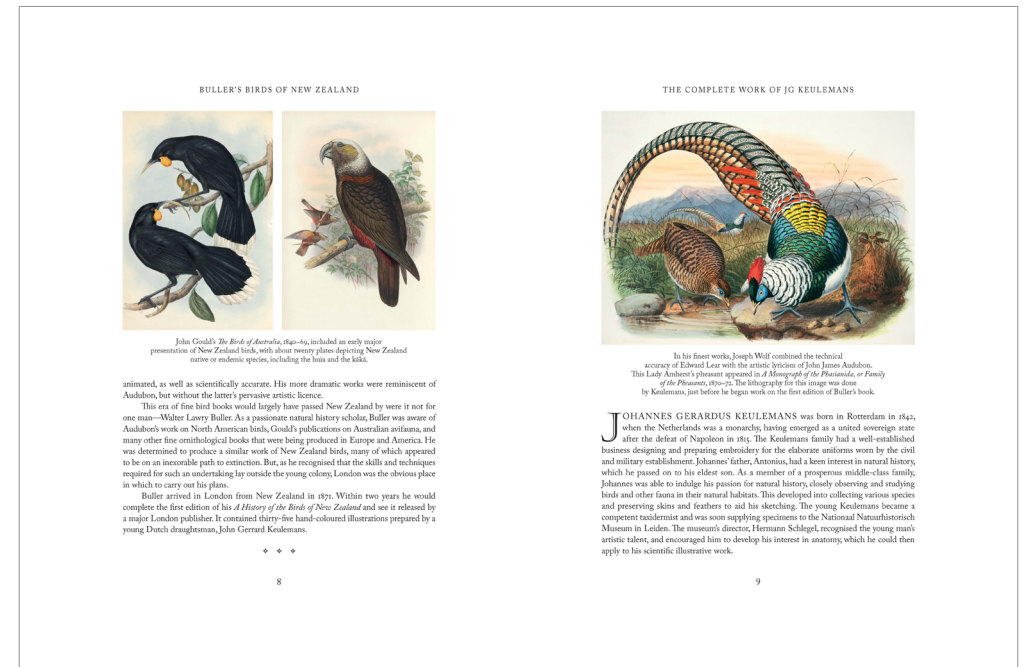 BULLER'S BIRDS OF NEW ZEALAND
John Gould's The Birds of Australia, 1840–69, included an early major
presentation of New Zealand birds, with about twenty plates depicting New Zealand
native or endemic species, including the huia and the kākā.
animated, as well as scientifically accurate. His more dramatic works were reminiscent of
Audubon, but without the latter's pervasive artistic licence.
This era of fine bird books would largely have passed New Zealand by were it not for
one man—Walter Lawry Buller. As a passionate natural history scholar, Buller was aware of
Audubon's work on North American birds, Gould's publications on Australian avifauna, and
many other fine ornithological books that were being produced in Europe and America. He
was determined to produce a similar work of New Zealand birds, many of which appeared
to be on an inexorable path to extinction. But, as he recognised that the skills and techniques
required for such an undertaking lay outside the young colony, London was the obvious place
in which to carry out his plans.
Buller arrived in London from New Zealand in 1871. Within two years he would
complete the first edition of his A History of the Birds of New Zealand and see it released by
a major London publisher. It contained thirty-five hand-coloured illustrations prepared by a
young Dutch draughtsman, John Gerrard Keulemans.
8
THE COMPLETE WORK OF JG KEULEMANS
In his finest works, Joseph Wolf combined the technical
accuracy of Edward Lear with the artistic lyricism of John James Audubon.
This Lady Amherst's pheasant appeared in A Monograph of the Phasianidæ, or Family
of the Pheasants, 1870–72. The lithography for this image was done
by Keulemans, just before he began work on the first edition of Buller's book.
JOHANNES GERARDUS KEULEMANS was born in Rotterdam in 1842,
when the Netherlands was a monarchy, having emerged as a united sovereign state
after the defeat of Napoleon in 1815. The Keulemans family had a well-established
business designing and preparing embroidery for the elaborate uniforms worn by the civil
and military establishment. Johannes' father, Antonius, had a keen interest in natural history,
which he passed on to his eldest son. As a member of a prosperous middle-class family,
Johannes was able to indulge his passion for natural history, closely observing and studying
birds and other fauna in their natural habitats. This developed into collecting various species
and preserving skins and feathers to aid his sketching. The young Keulemans became a
competent taxidermist and was soon supplying specimens to the Nationaal Natuurhistorisch
Museum in Leiden. The museum's director, Hermann Schlegel, recognised the young man's
artistic talent, and encouraged him to develop his interest in anatomy, which he could then
apply to his scientific illustrative work.
9